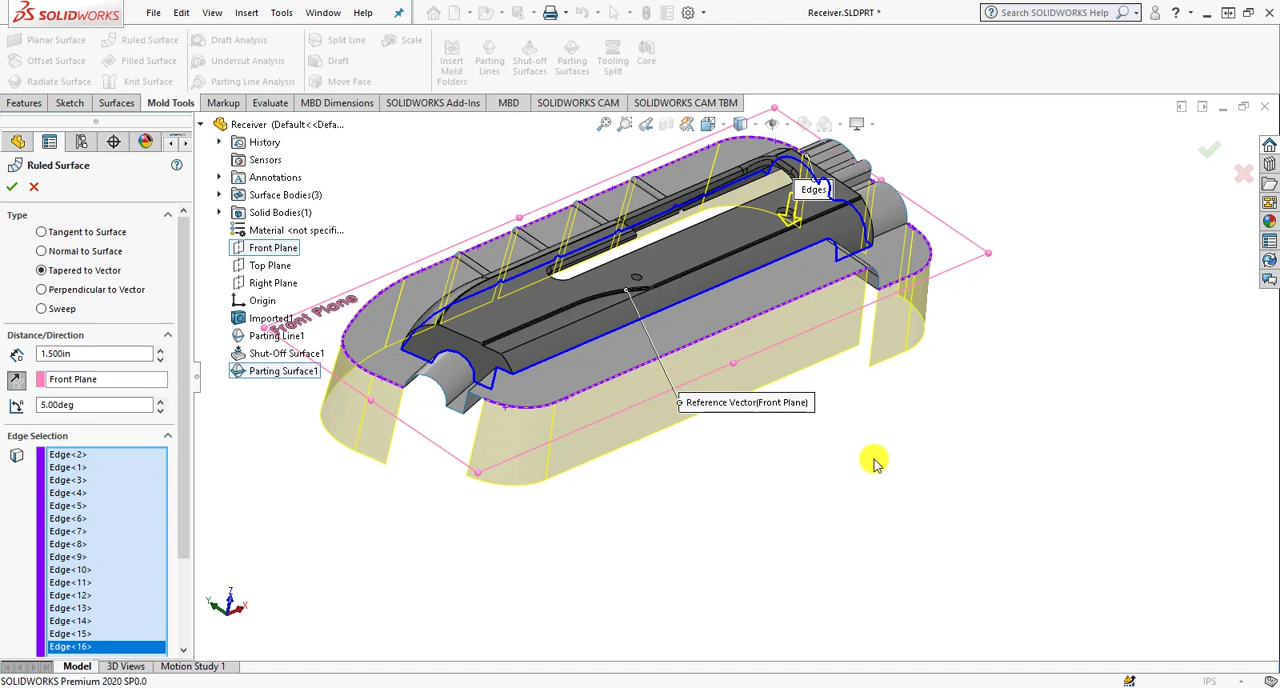 SOLIDWORKS File Edit View Insert Tools Window Help Receiver.SLDPRT * Search SOLIDWORKS Help
Planar Surface Ruled Surface Draft Analysis Split Line Scale
Offset Surface Filled Surface Undercut Analysis Draft
Radiate Surface Knit Surface Parting Line Analysis Move Face
Insert Mold Folders Parting Lines Shut-off Surfaces Parting Surfaces Tooling Split Core
Features Sketch Surfaces Mold Tools Markup Evaluate MBD Dimensions SOLIDWORKS Add-Ins MBD SOLIDWORKS CAM SOLIDWORKS CAM TBM
Receiver (Default<<Defa...
History
Sensors
Annotations
Surface Bodies(3)
Solid Bodies(1)
Material <not specifi...
Front Plane
Top Plane
Right Plane
Origin
Imported1
Parting Line1
Shut-Off Surface1
Parting Surface1
Ruled Surface
Type
Tangent to Surface
Normal to Surface
Tapered to Vector
Perpendicular to Vector
Sweep
Distance/Direction
1.500in
Front Plane
5.00deg
Edge Selection
Edge<2>
Edge<1>
Edge<3>
Edge<4>
Edge<5>
Edge<6>
Edge<7>
Edge<8>
Edge<9>
Edge<10>
Edge<11>
Edge<12>
Edge<13>
Edge<14>
Edge<15>
Edge<16>
Edges
Front Plane
Reference Vector(Front Plane)
Z
Y
X
Model 3D Views Motion Study 1
SOLIDWORKS Premium 2020 SP0.0 IPS